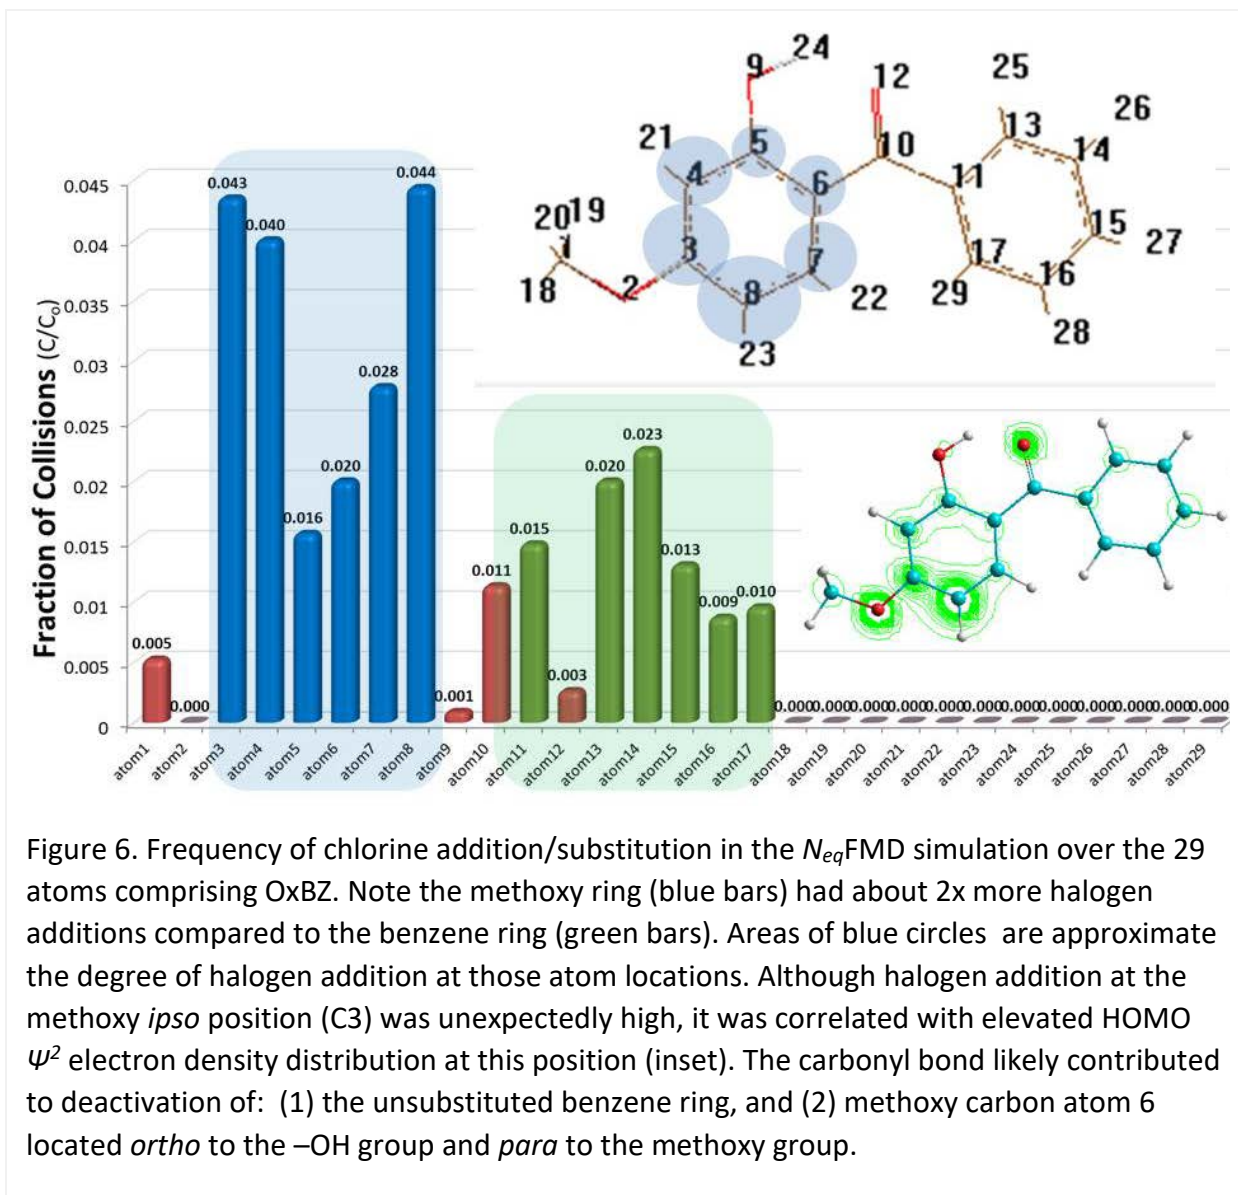 24
9
12
25
26
21
5
13
10
14
4
6
11
0.045
0.043
0.044
0.040
2019
3
7
15
27
17
1
18
2
8
22
29
16
28
23
0.04
0.035
0.03
0.028
0.025
0.023
0.02
0.020
0.020
0.016
0.015
0.015
0.013
0.011
0.01
0.009
0.010
0.005
0.005
0.003
0.001
0.000
0.000 0.000 0.000 0.000 0.000 0.000 0.000 0.000 0.000 0.000 0.000 0.000
0
Fraction of Collisions (C/Co)
atom1
atom2
atom3
atom4
atom5
atom6
atom7
atom8
atom9
atom10
atom11
atom12
atom13
atom14
atom15
atom16
atom17
atom18
atom19
atom20
atom21
atom22
atom23
atom24
atom25
atom26
atom27
atom28
atom29
Figure 6. Frequency of chlorine addition/substitution in the NeqFMD simulation over the 29
atoms comprising OxBZ. Note the methoxy ring (blue bars) had about 2x more halogen
additions compared to the benzene ring (green bars). Areas of blue circles are approximate
the degree of halogen addition at those atom locations. Although halogen addition at the
methoxy ipso position (C3) was unexpectedly high, it was correlated with elevated HOMO
Ψ² electron density distribution at this position (inset). The carbonyl bond likely contributed
to deactivation of: (1) the unsubstituted benzene ring, and (2) methoxy carbon atom 6
located ortho to the –OH group and para to the methoxy group.